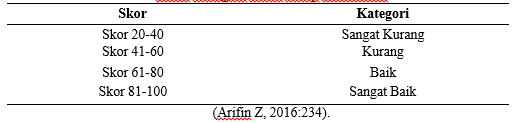 Skor Kategori
Skor 20-40 Sangat Kurang
Skor 41-60 Kurang
Skor 61-80 Baik
Skor 81-100 Sangat Baik
(Arifin Z, 2016:234).